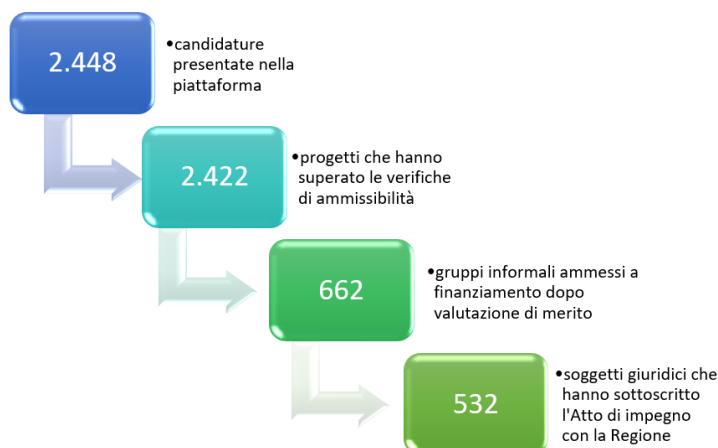 2.448
•candidature
presentate nella
piattaforma
2.422
•progetti che hanno
superato le verifiche
di ammissibilità
662
•gruppi informali ammessi a
finanziamento dopo
valutazione di merito
532
•soggetti giuridici che
hanno sottoscritto
l'Atto di impegno
con la Regione